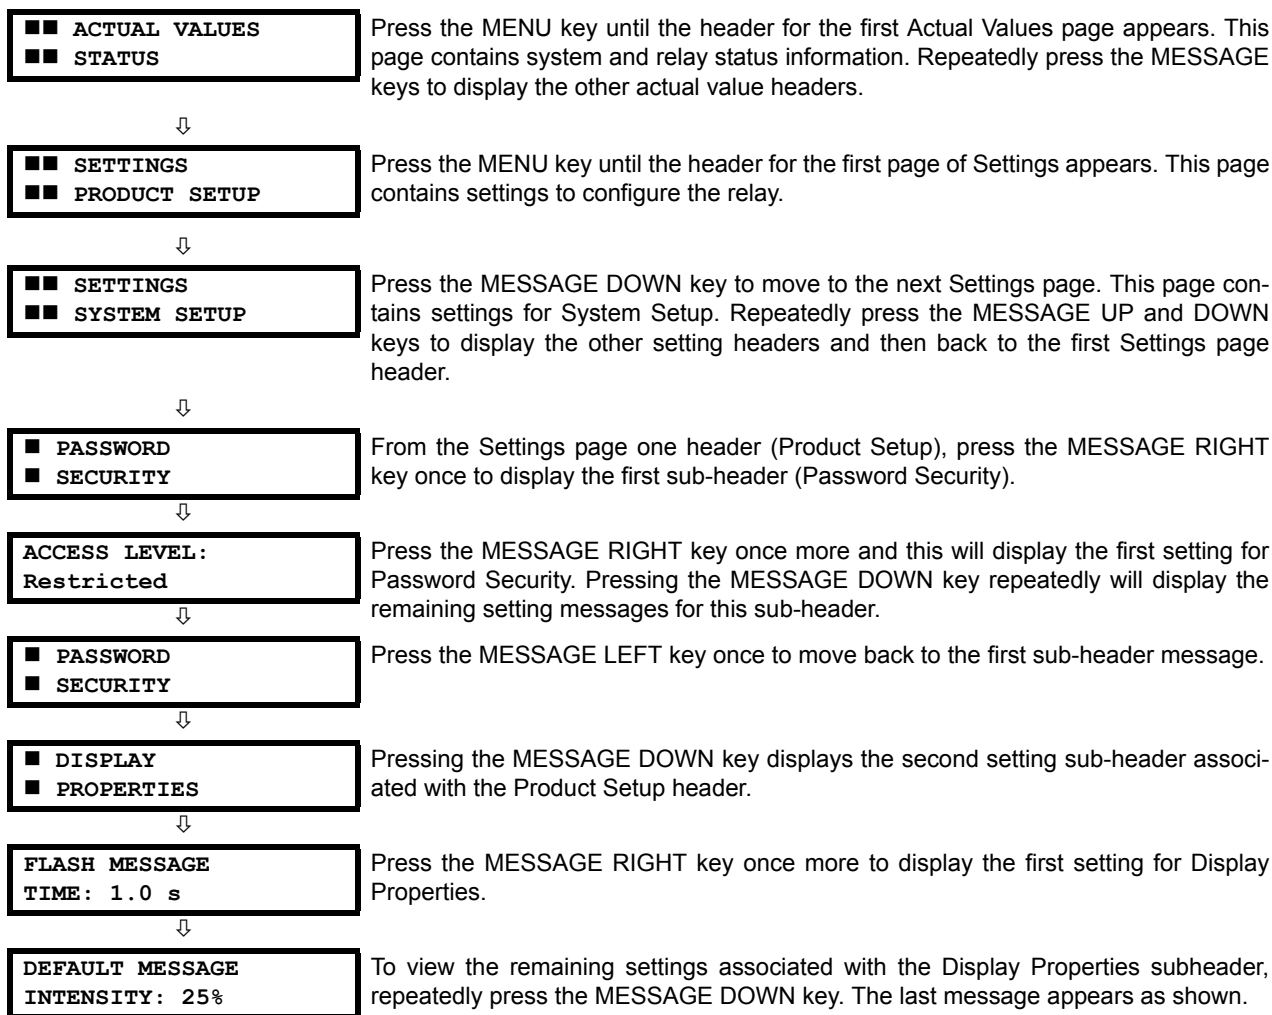 ■■ ACTUAL VALUES
■■ STATUS
Press the MENU key until the header for the first Actual Values page appears. This
page contains system and relay status information. Repeatedly press the MESSAGE
keys to display the other actual value headers.
⇩
■■ SETTINGS
■■ PRODUCT SETUP
Press the MENU key until the header for the first page of Settings appears. This page
contains settings to configure the relay.
⇩
■■ SETTINGS
■■ SYSTEM SETUP
Press the MESSAGE DOWN key to move to the next Settings page. This page con-
tains settings for System Setup. Repeatedly press the MESSAGE UP and DOWN
keys to display the other setting headers and then back to the first Settings page
header.
⇩
■ PASSWORD
■ SECURITY
From the Settings page one header (Product Setup), press the MESSAGE RIGHT
key once to display the first sub-header (Password Security).
⇩
ACCESS LEVEL:
Restricted
Press the MESSAGE RIGHT key once more and this will display the first setting for
Password Security. Pressing the MESSAGE DOWN key repeatedly will display the
remaining setting messages for this sub-header.
⇩
■ PASSWORD
■ SECURITY
Press the MESSAGE LEFT key once to move back to the first sub-header message.
⇩
■ DISPLAY
■ PROPERTIES
Pressing the MESSAGE DOWN key displays the second setting sub-header associ-
ated with the Product Setup header.
⇩
FLASH MESSAGE
TIME: 1.0 s
Press the MESSAGE RIGHT key once more to display the first setting for Display
Properties.
⇩
DEFAULT MESSAGE
INTENSITY: 25%
To view the remaining settings associated with the Display Properties subheader,
repeatedly press the MESSAGE DOWN key. The last message appears as shown.